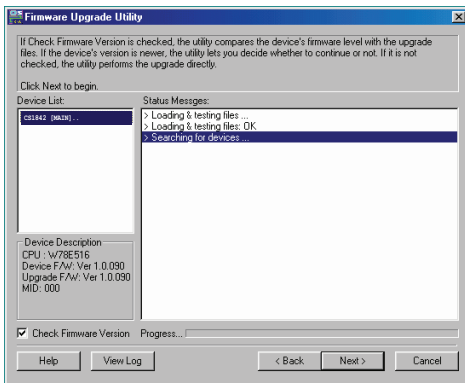 Firmware Upgrade Utility
If Check Firmware Version is checked, the utility compares the device's firmware level with the upgrade
files. If the device's version is newer, the utility lets you decide whether to continue or not. If it is not
checked, the utility performs the upgrade directly.
Click Next to begin.
Device List:
Status Messges:
CS1842 [MAIN]..
> Loading & testing files ...
> Loading & testing files: OK
> Searching for devices ...
Device Description
CPU : W78E516
Device F/W: Ver 1.0.090
Upgrade F/W: Ver 1.0.090
MID: 000
Check Firmware Version
Progress...
Help
View Log
< Back
Next >
Cancel